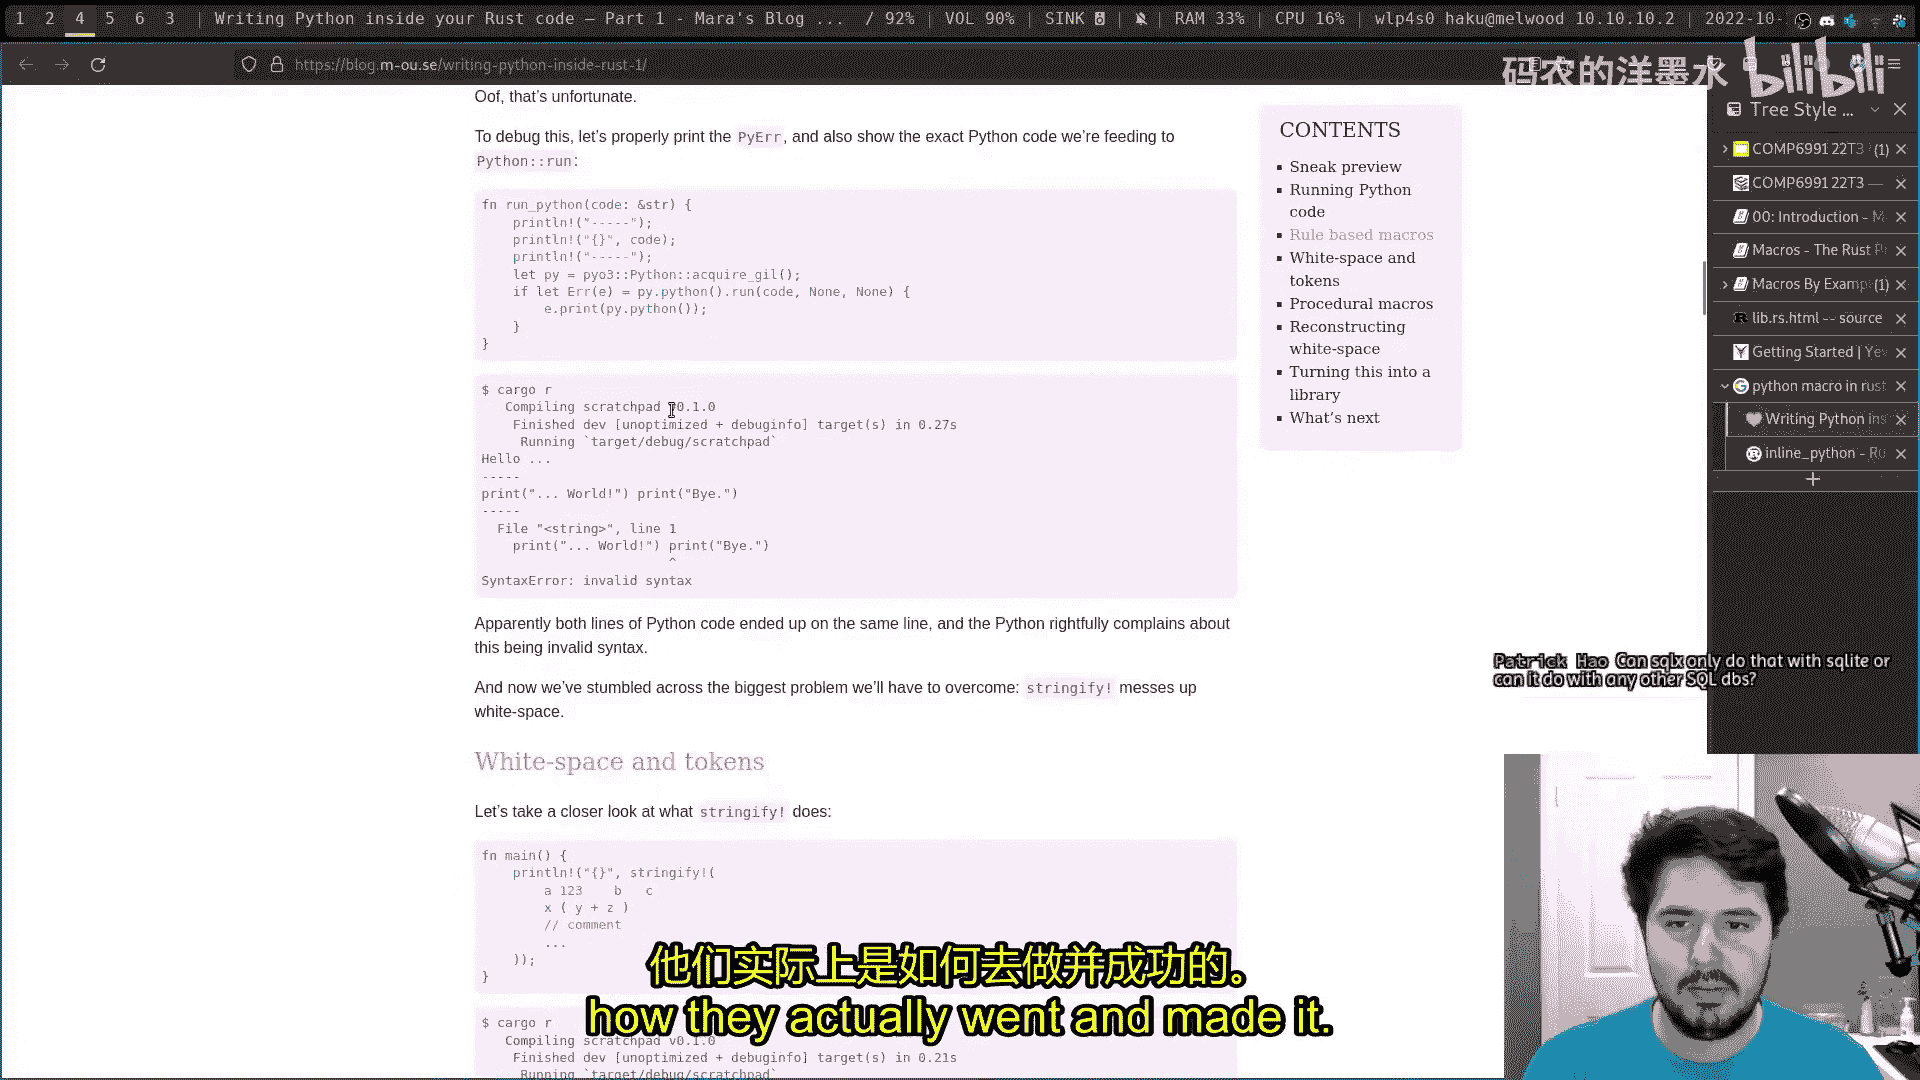 1 2 4 5 6 3 | Writing Python inside your Rust code — Part 1 - Mara's Blog ... / 92% | VOL 90% | SINK | RAM 33% | CPU 16% | wlp4s0 haku@melwood 10.10.10.2 | 2022-10-
https://blog.m-ou.se/writing-python-inside-rust-1/
码农的洋墨水 bilibili
Oof, that's unfortunate.
To debug this, let's properly print the PyErr, and also show the exact Python code we're feeding to
Python::run:
fn run_python(code: &str) {
    println!("-----");
    println!("{}", code);
    println!("-----");
    let py = pyo3::Python::acquire_gil();
    if let Err(e) = py.python().run(code, None, None) {
        e.print(py.python());
    }
}
$ cargo r
   Compiling scratchpad v0.1.0
    Finished dev [unoptimized + debuginfo] target(s) in 0.27s
     Running `target/debug/scratchpad`
Hello ...
-----
print("... World!") print("Bye.")
-----
  File "<string>", line 1
    print("... World!") print("Bye.")
                        ^
SyntaxError: invalid syntax
Apparently both lines of Python code ended up on the same line, and the Python rightfully complains about
this being invalid syntax.
And now we've stumbled across the biggest problem we'll have to overcome: stringify! messes up
white-space.
White-space and tokens
Let's take a closer look at what stringify! does:
fn main() {
    println!("{}", stringify!(
        a 123    b   c
        x ( y + z )
        // comment
        ...
    ));
}
$ cargo r
   Compiling scratchpad v0.1.0
    Finished dev [unoptimized + debuginfo] target(s) in 0.21s
     Running `target/debug/scratchpad`
CONTENTS
▪ Sneak preview
▪ Running Python
code
▪ Rule based macros
▪ White-space and
tokens
▪ Procedural macros
▪ Reconstructing
white-space
▪ Turning this into a
library
▪ What's next
Tree Style ...
COMP6991 22T3 (1)
COMP6991 22T3 —
00: Introduction - M
Macros - The Rust
Macros By Examp (1)
lib.rs.html -- source
Getting Started | Yew
python macro in rust
Writing Python ins
inline_python - Ru
Patrick Hao Can sqlx only do that with sqlite or
can it do with any other SQL dbs?
他们实际上是如何去做并成功的。
how they actually went and made it.